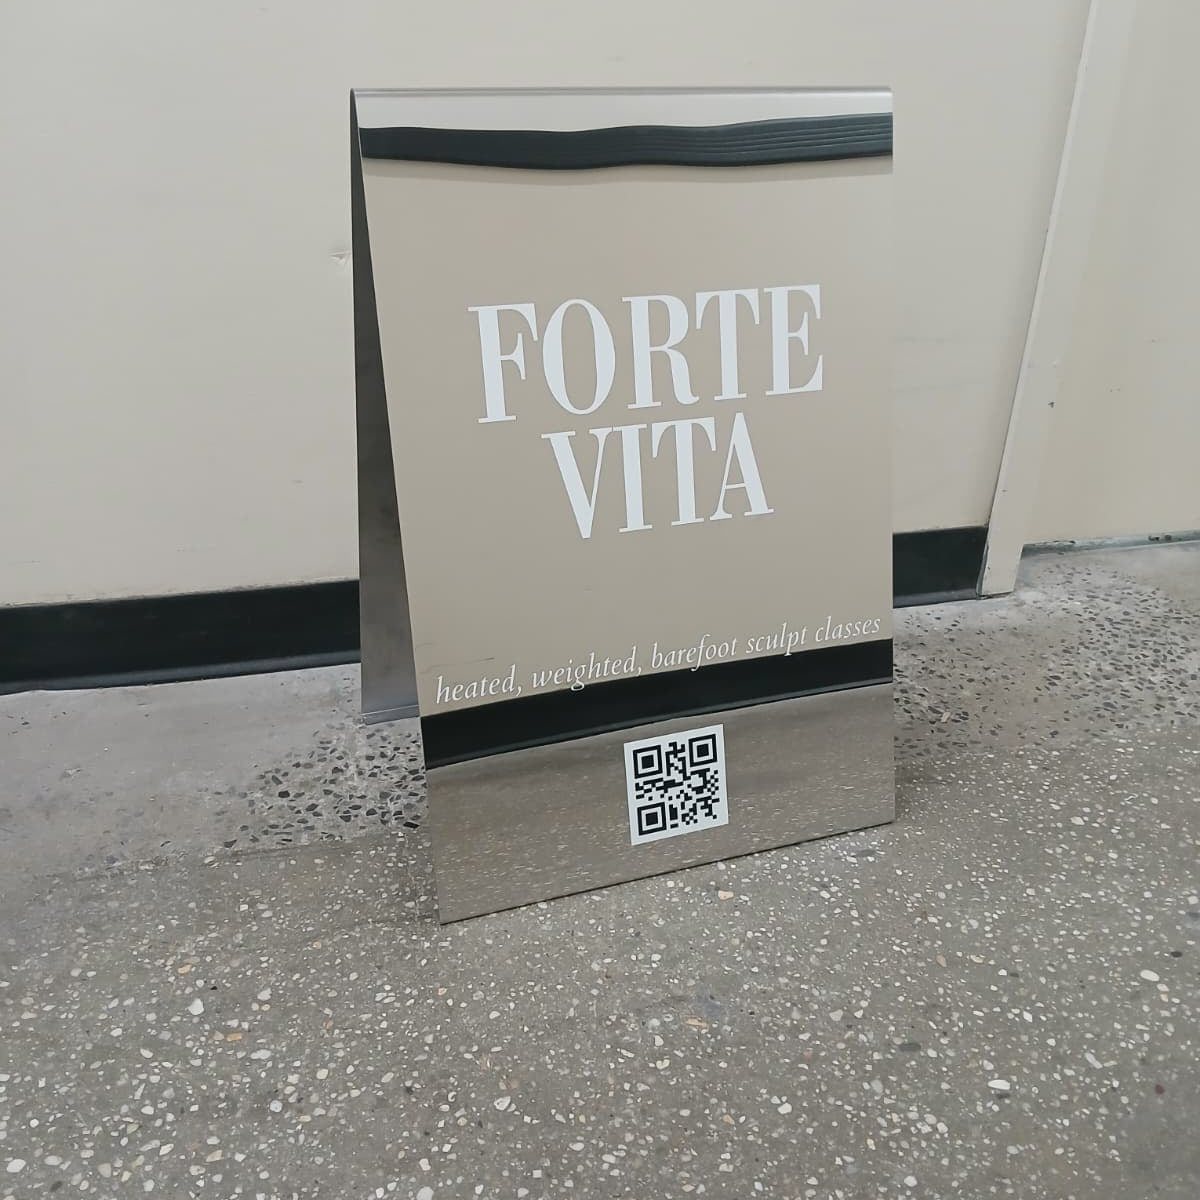 FORTE
VITA
heated, weighted, barefoot sculpt classes